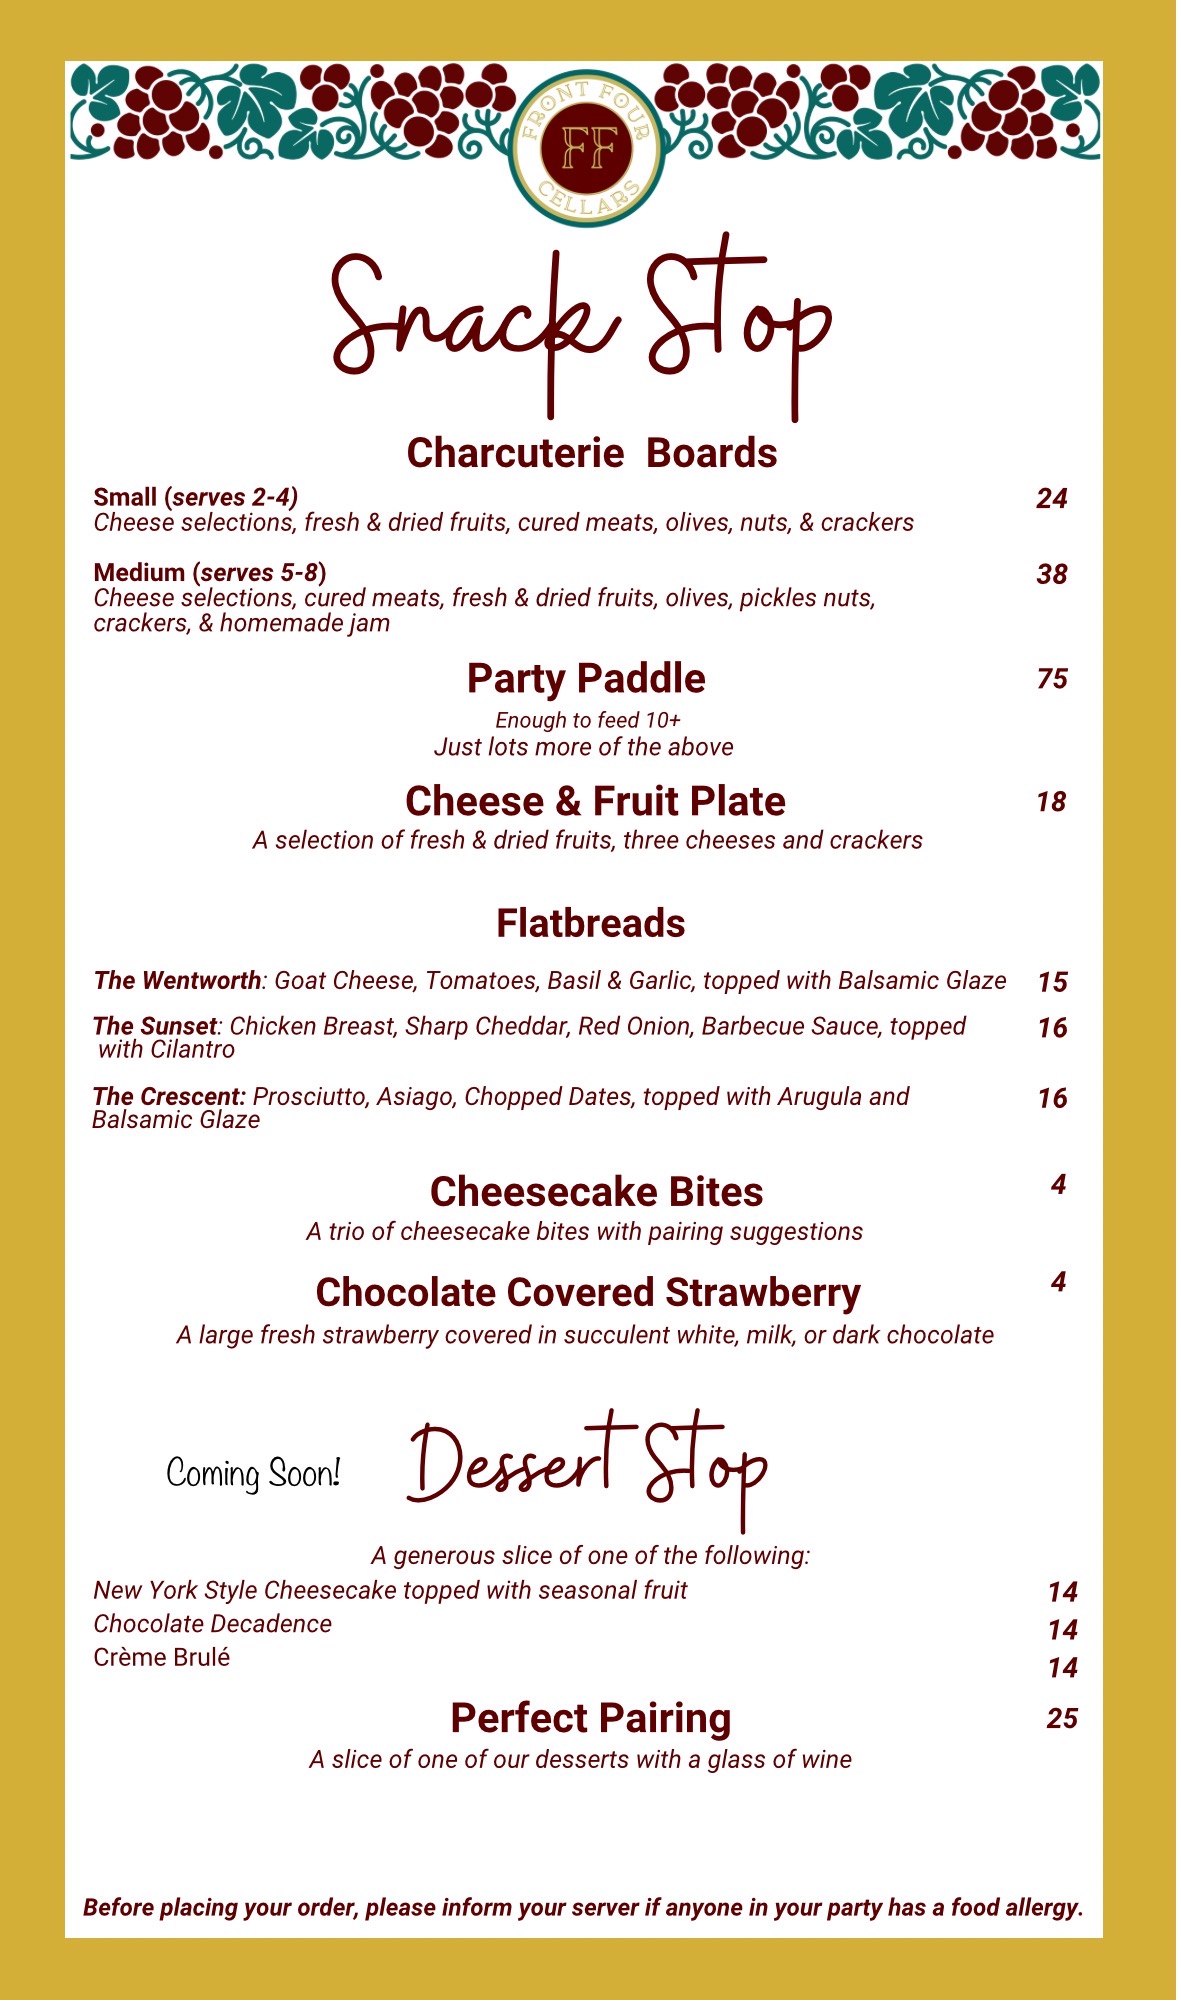 FRONT FOUR
FF
CELLARS
Snack Stop
Charcuterie Boards
Small (serves 2-4) 24
Cheese selections, fresh & dried fruits, cured meats, olives, nuts, & crackers
Medium (serves 5-8) 38
Cheese selections, cured meats, fresh & dried fruits, olives, pickles nuts,
crackers, & homemade jam
Party Paddle 75
Enough to feed 10+
Just lots more of the above
Cheese & Fruit Plate 18
A selection of fresh & dried fruits, three cheeses and crackers
Flatbreads
The Wentworth: Goat Cheese, Tomatoes, Basil & Garlic, topped with Balsamic Glaze 15
The Sunset: Chicken Breast, Sharp Cheddar, Red Onion, Barbecue Sauce, topped 16
with Cilantro
The Crescent: Prosciutto, Asiago, Chopped Dates, topped with Arugula and 16
Balsamic Glaze
Cheesecake Bites 4
A trio of cheesecake bites with pairing suggestions
Chocolate Covered Strawberry 4
A large fresh strawberry covered in succulent white, milk, or dark chocolate
Coming Soon! Dessert Stop
A generous slice of one of the following:
New York Style Cheesecake topped with seasonal fruit 14
Chocolate Decadence 14
Crème Brulé 14
Perfect Pairing 25
A slice of one of our desserts with a glass of wine
Before placing your order, please inform your server if anyone in your party has a food allergy.